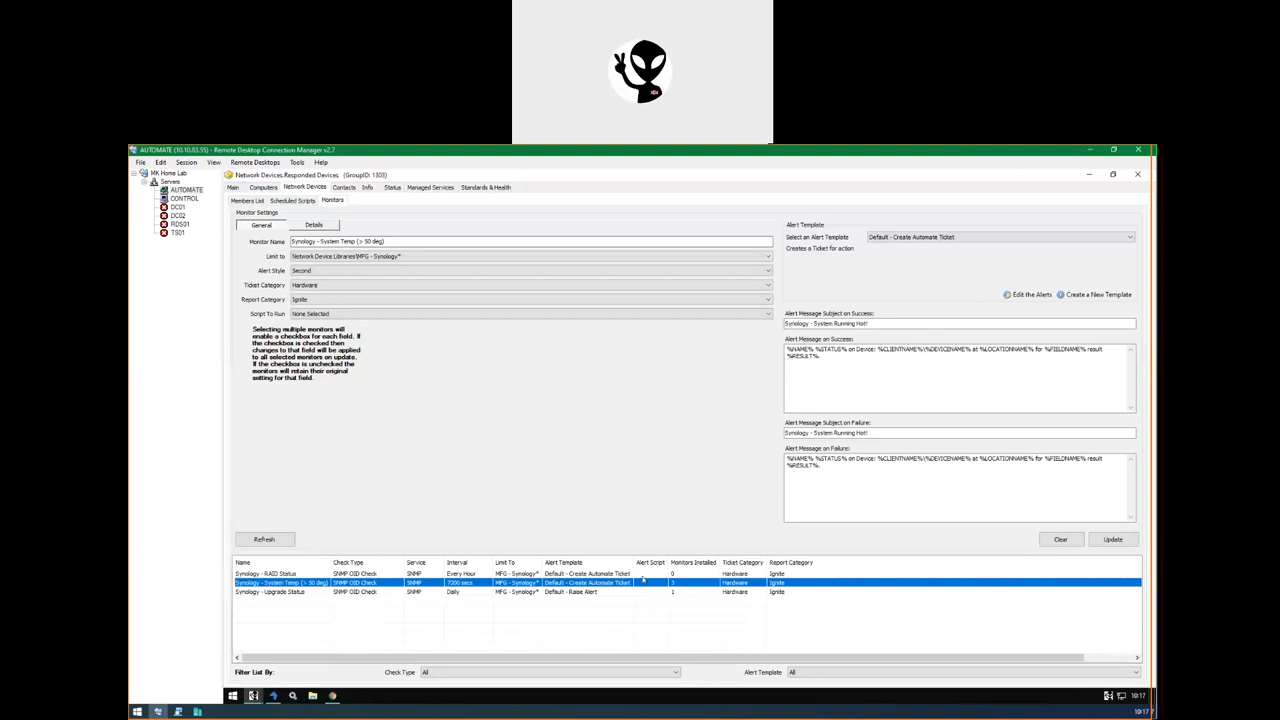 AUTOMATE (10.10.83.55) - Remote Desktop Connection Manager v2.7
File Edit Session View Remote Desktops Tools Help
MK Home Lab
Servers
AUTOMATE
CONTROL
DC01
DC02
RDS01
TS01
Network Devices.Responded Devices (GroupID: 1303)
Main Computers Network Devices Contacts Info Status Managed Services Standards & Health
Members List Scheduled Scripts Monitors
Monitor Settings
General Details
Monitor Name Synology - System Temp (> 50 deg)
Limit to Network Device Libraries\MFG - Synology*
Alert Style Second
Ticket Category Hardware
Report Category Ignite
Script To Run None Selected
Selecting multiple monitors will
enable a checkbox for each field. If
the checkbox is checked then
changes to that field will be applied
to all selected monitors on update.
If the checkbox is unchecked the
monitors will retain their original
setting for that field.
Alert Template
Select an Alert Template Default - Create Automate Ticket
Creates a Ticket for action
Edit the Alerts Create a New Template
Alert Message Subject on Success:
Synology - System Running Hot!
Alert Message on Success:
%NAME% %STATUS% on Device: %CLIENTNAME%\%DEVICENAME% at %LOCATIONNAME% for %FIELDNAME% result
%RESULT%.
Alert Message Subject on Failure:
Synology - System Running Hot!
Alert Message on Failure:
%NAME% %STATUS% on Device: %CLIENTNAME%\%DEVICENAME% at %LOCATIONNAME% for %FIELDNAME% result
%RESULT%.
Refresh Clear Update
Name Check Type Service Interval Limit To Alert Template Alert Script Monitors Installed Ticket Category Report Category
Synology - RAID Status SNMP OID Check SNMP Every Hour MFG - Synology* Default - Create Automate Ticket 0 Hardware Ignite
Synology - System Temp (> 50 deg) SNMP OID Check SNMP 7200 secs MFG - Synology* Default - Create Automate Ticket Hardware Ignite
Synology - Upgrade Status SNMP OID Check SNMP Daily MFG - Synology* Default - Raise Alert 1 Hardware Ignite
Filter List By: Check Type All Alert Template All
10:17
10:17